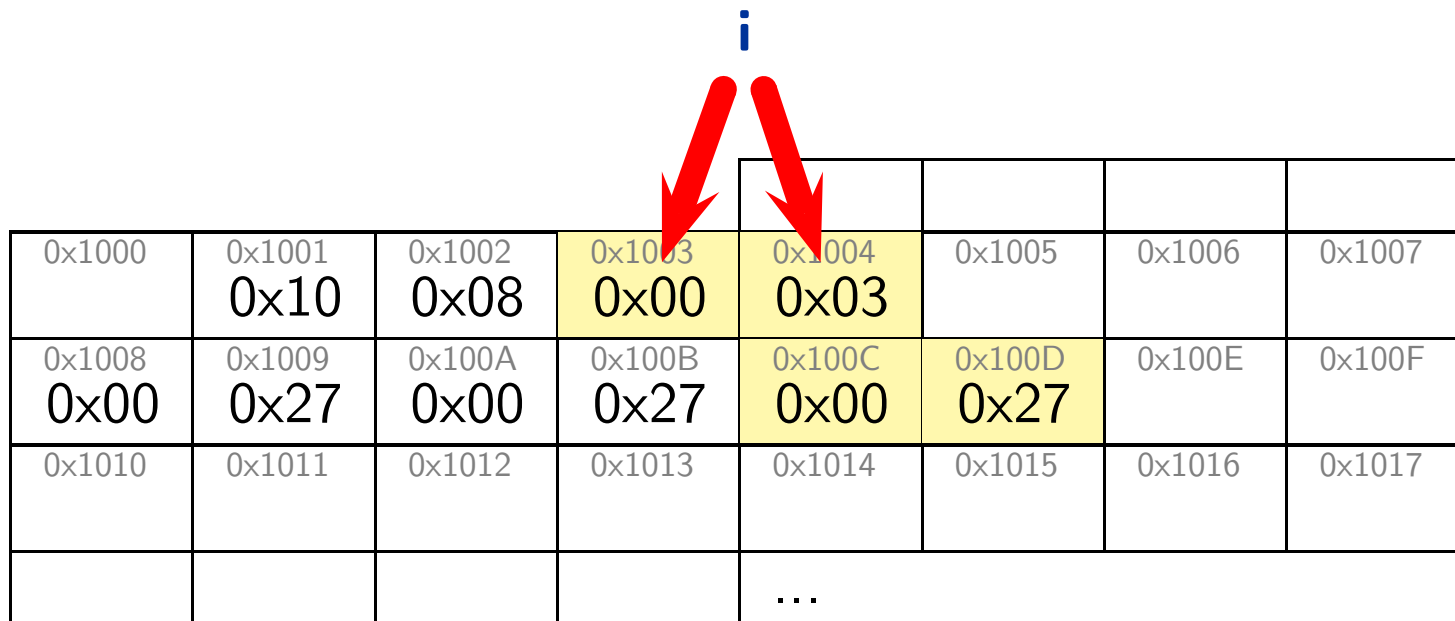 i
0x1000 0x1001 0x1002 0x1003 0x1004 0x1005 0x1006 0x1007
0x10 0x08 0x00 0x03
0x1008 0x1009 0x100A 0x100B 0x100C 0x100D 0x100E 0x100F
0x00 0x27 0x00 0x27 0x00 0x27
0x1010 0x1011 0x1012 0x1013 0x1014 0x1015 0x1016 0x1017
...